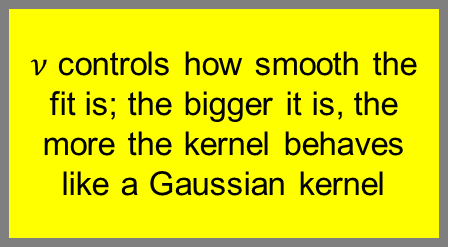 ν controls how smooth the
fit is; the bigger it is, the
more the kernel behaves
like a Gaussian kernel